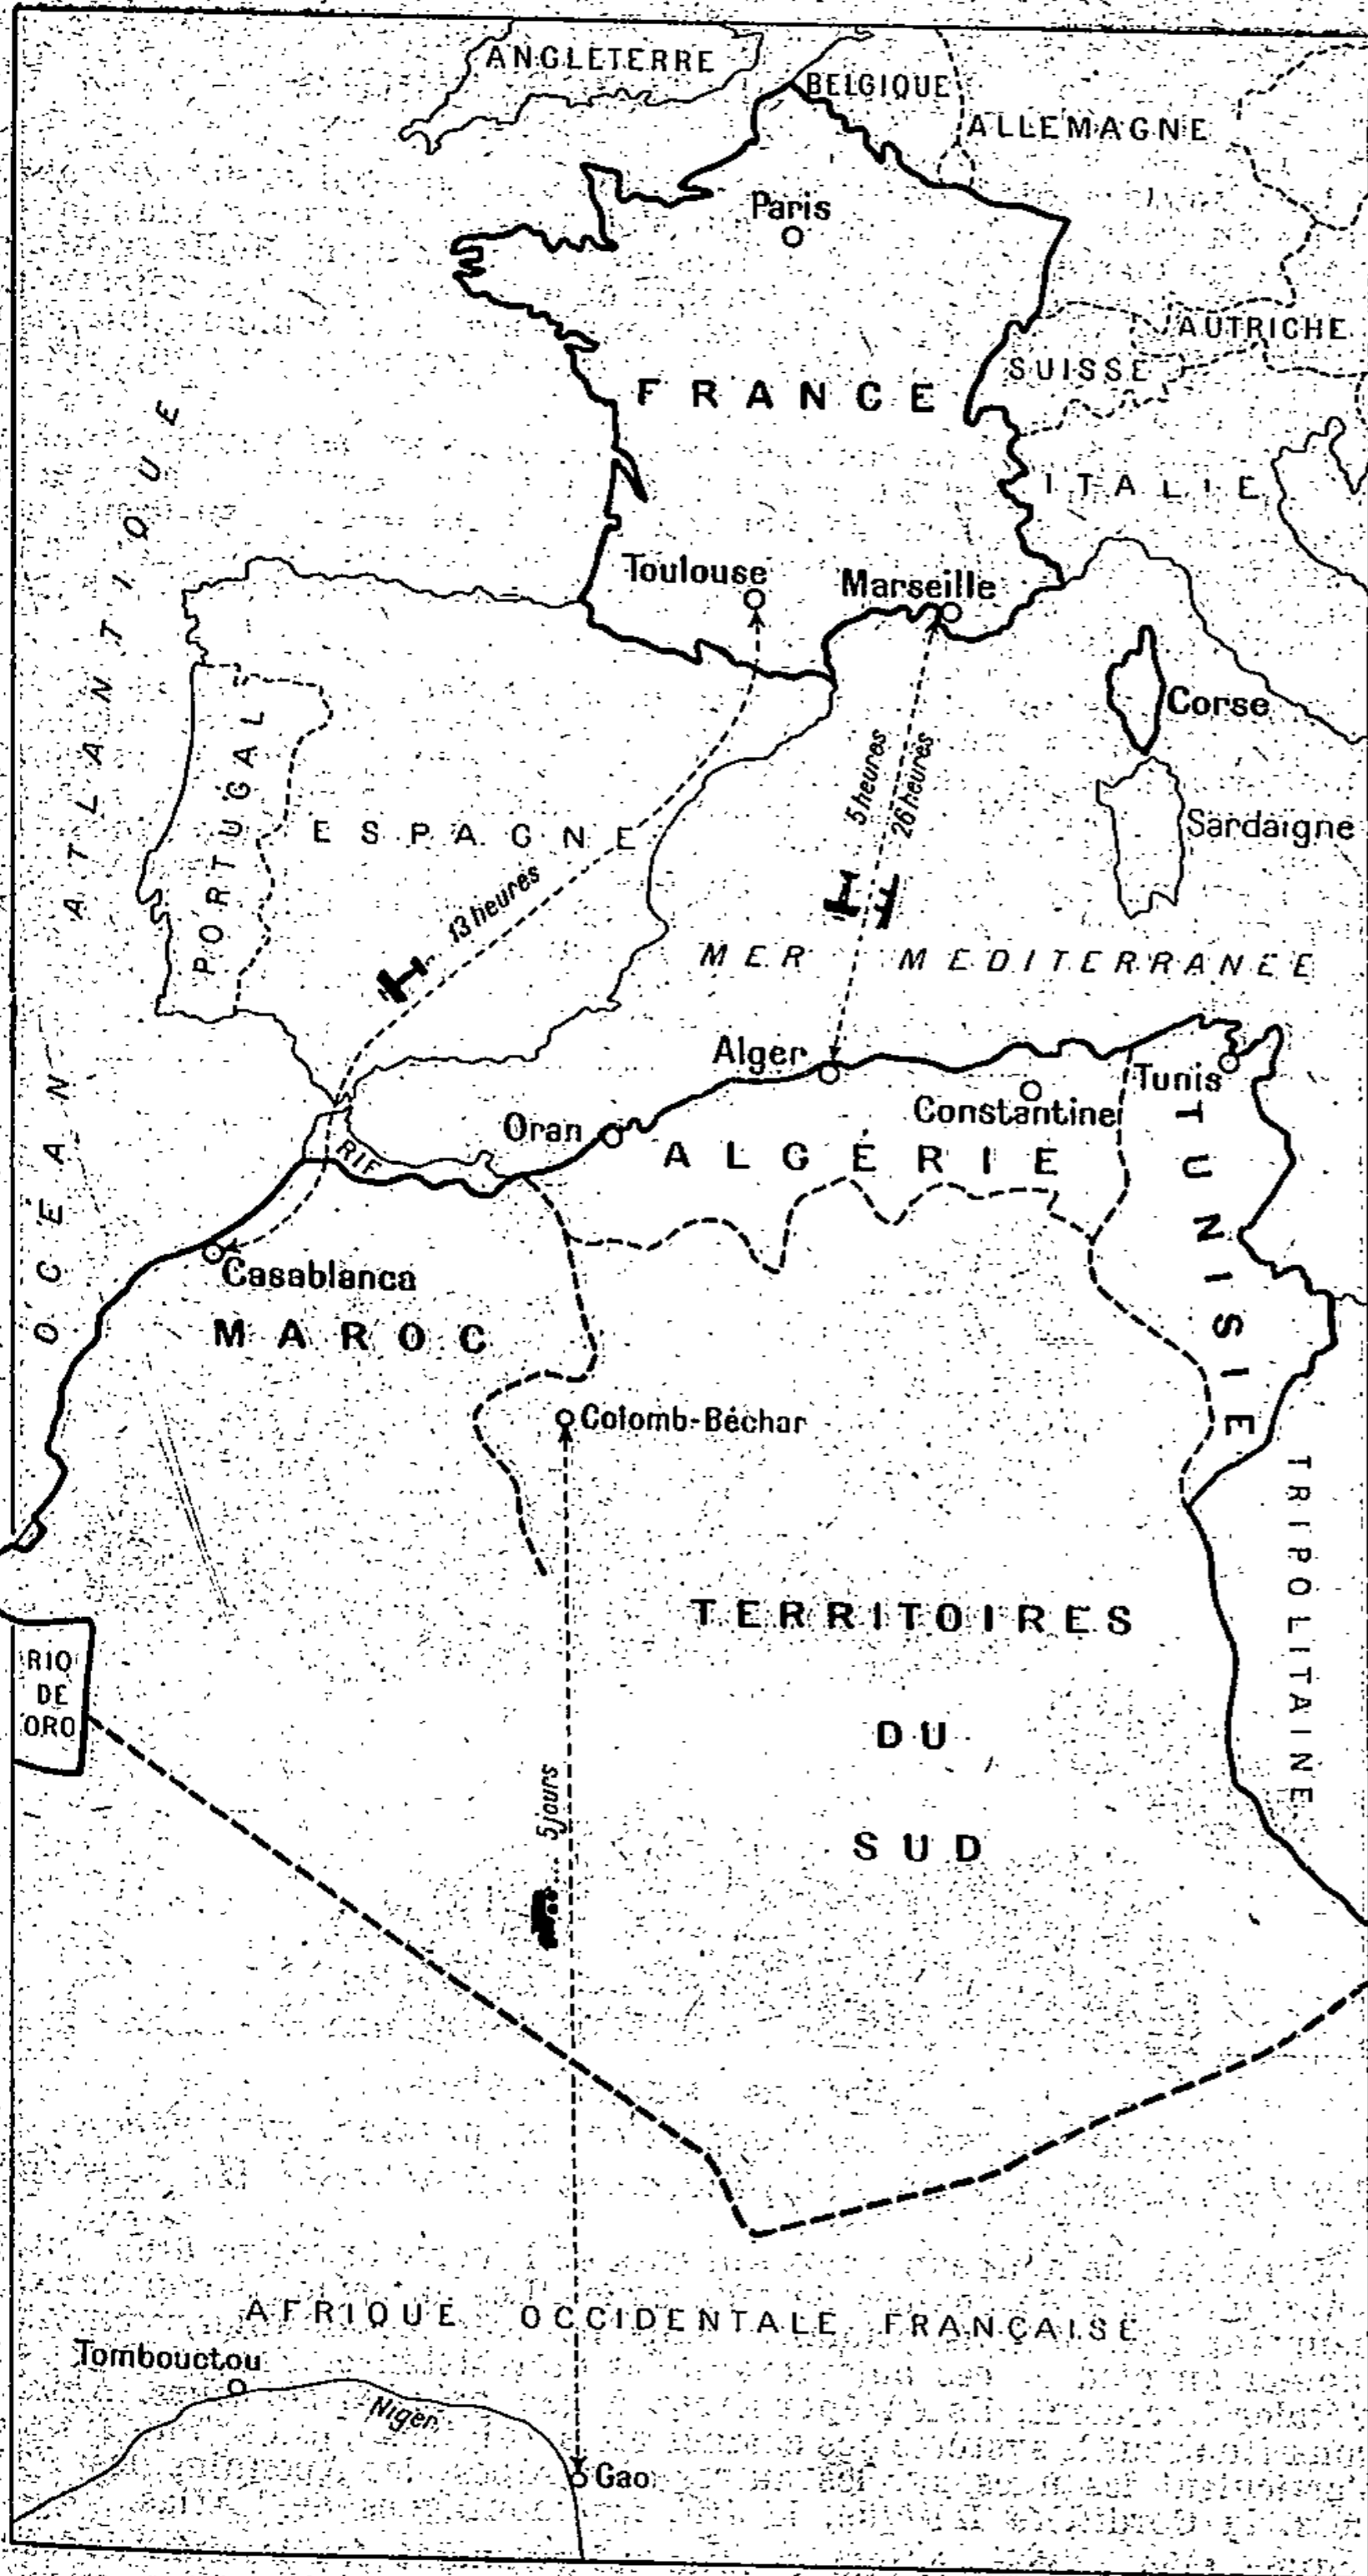 ANGLETERRE
BELGIQUE
ALLEMAGNE
Paris
AUTRICHE
SUISSE
FRANCE
ITALIE
OCÉAN ATLANTIQUE
Toulouse
Marseille
Corse
5 heures
26 heures
PORTUGAL
ESPAGNE
Sardaigne
13 heures
MER MEDITERRANEE
Alger
Tunis
Constantine
Oran
RIF
ALGÉRIE
TUNISIE
Casablanca
MAROC
Colomb-Béchar
TRIPOLITAINE
TERRITOIRES
DU
SUD
RIO
DE
ORO
5 jours
AFRIQUE OCCIDENTALE FRANÇAISE
Tombouctou
Niger
Gao